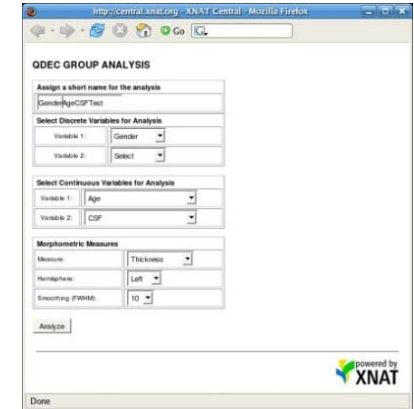 http://central.xnat.org - XNAT Central - Mozilla Firefox
Go
QDEC GROUP ANALYSIS
Assign a short name for the analysis
GenderAgeCSFTest
Select Discrete Variables for Analysis
Variable 1: Gender
Variable 2: Select
Select Continuous Variables for Analysis
Variable 1: Age
Variable 2: CSF
Morphometric Measures
Measure: Thickness
Hemisphere: Left
Smoothing (FWHM): 10
Analyze
powered by
XNAT
Done